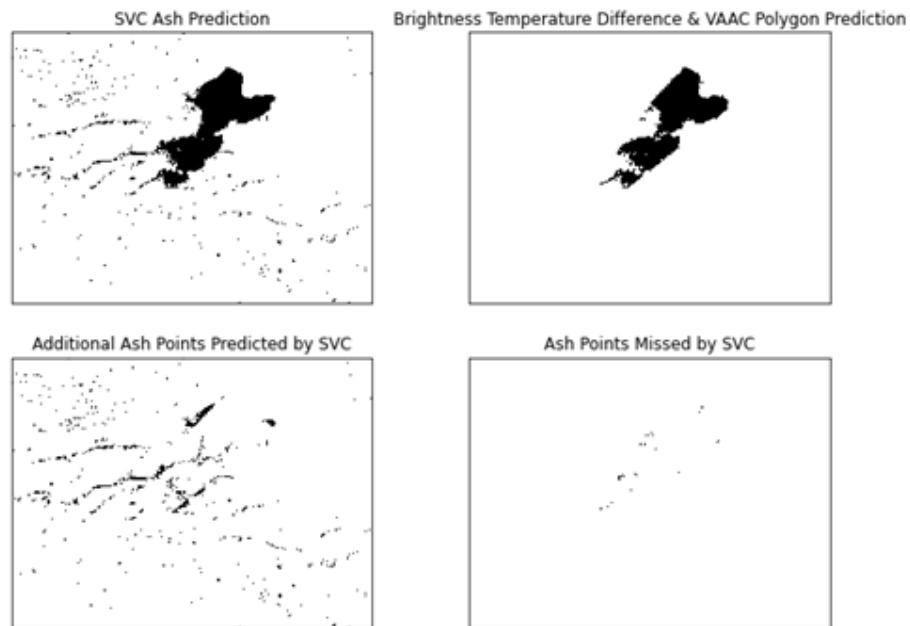 SVC Ash Prediction
Brightness Temperature Difference & VAAC Polygon Prediction
Additional Ash Points Predicted by SVC
Ash Points Missed by SVC